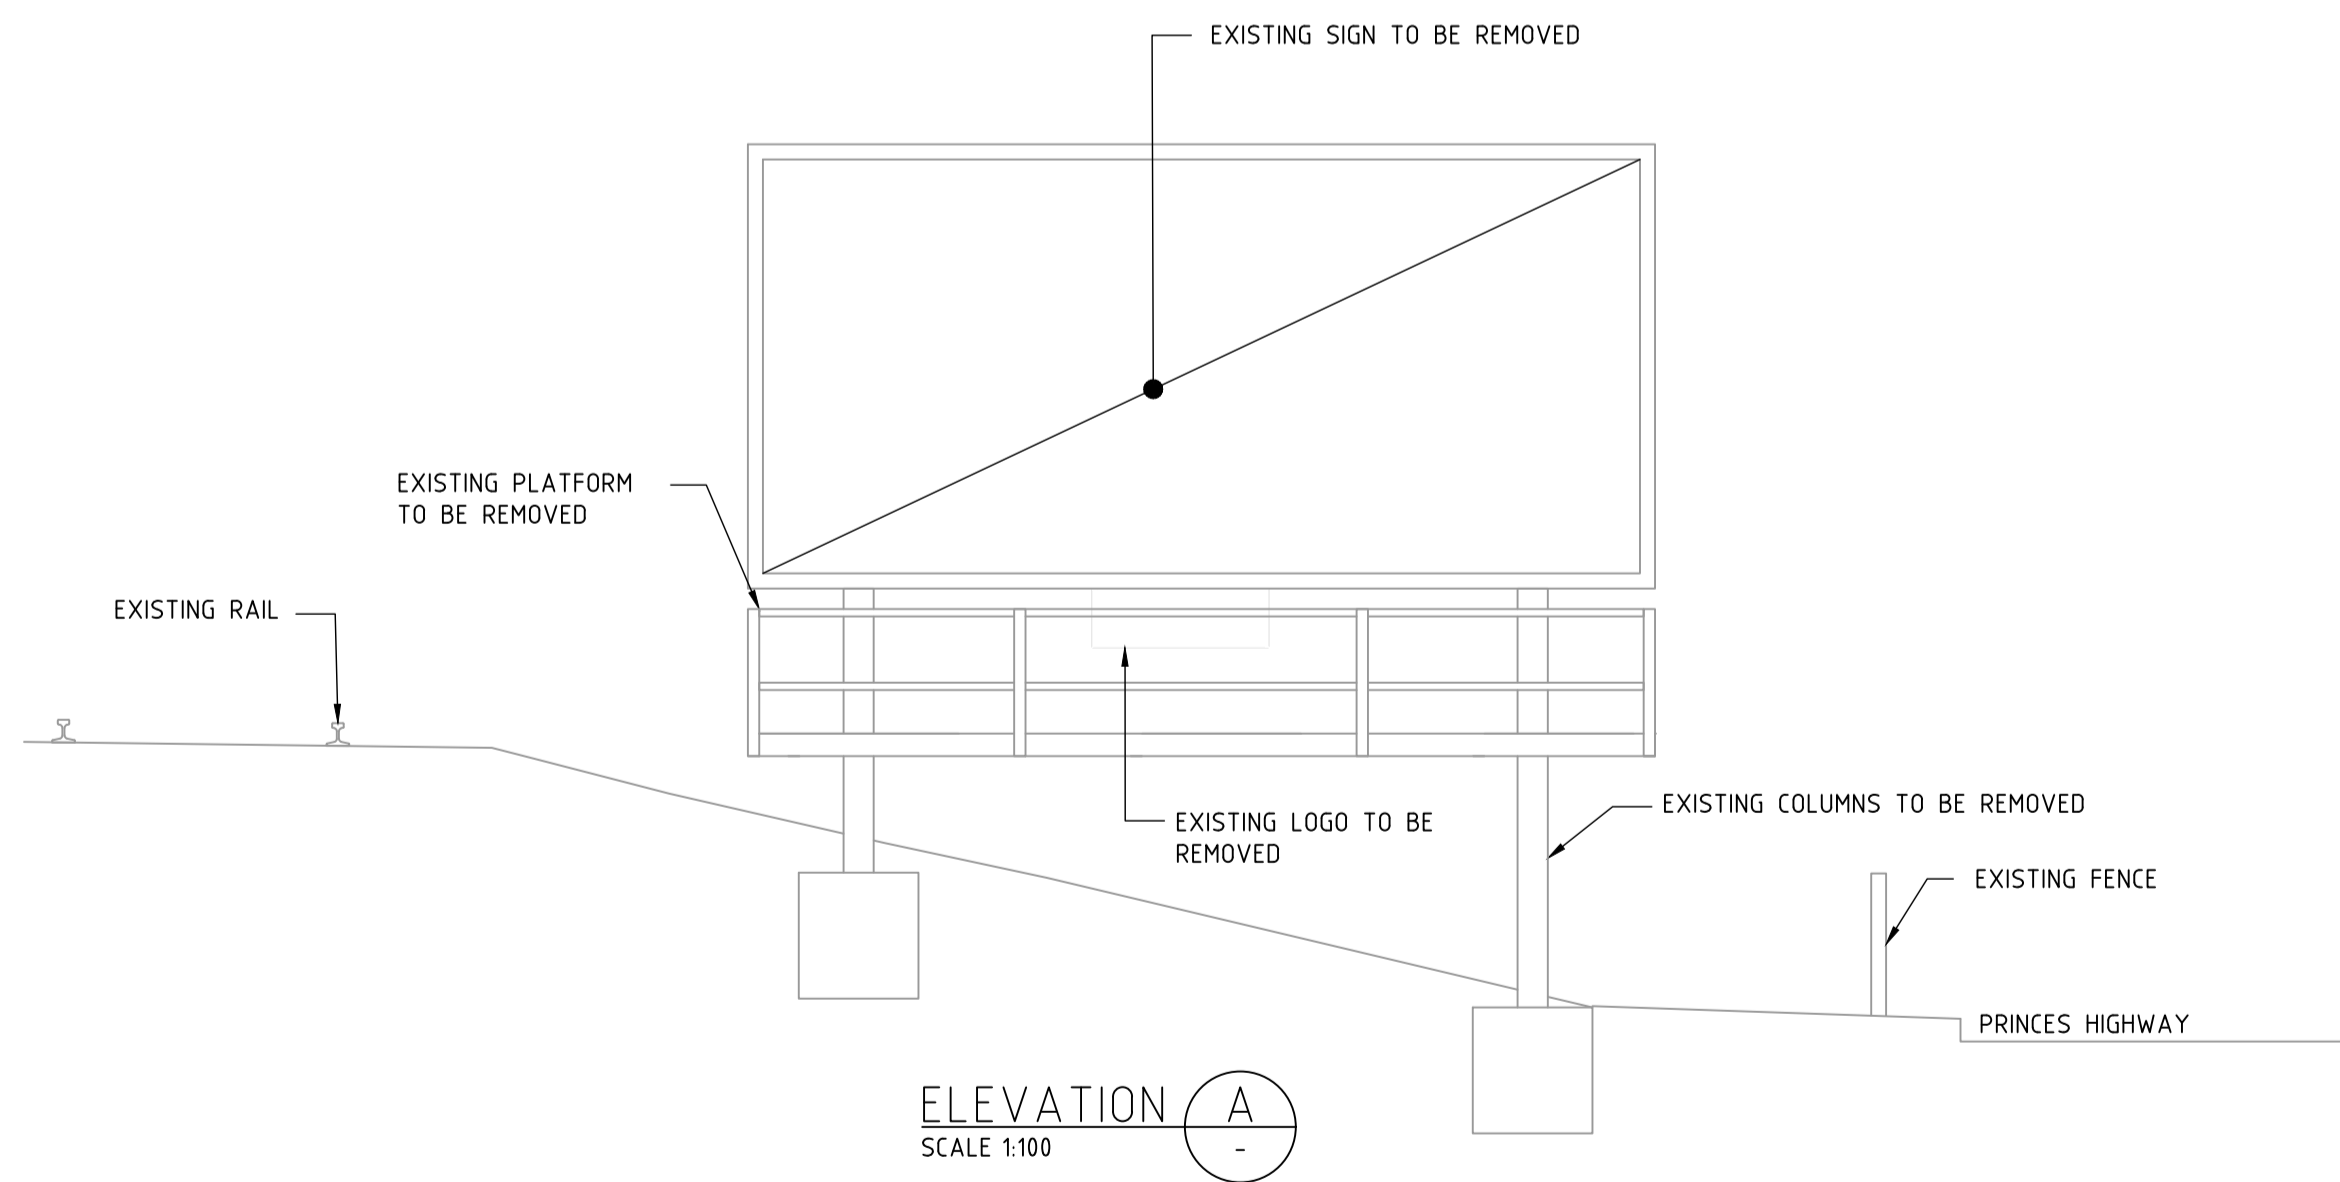 EXISTING SIGN TO BE REMOVED
EXISTING PLATFORM
TO BE REMOVED
EXISTING RAIL
EXISTING LOGO TO BE
REMOVED
EXISTING COLUMNS TO BE REMOVED
EXISTING FENCE
PRINCES HIGHWAY
ELEVATION A
SCALE 1:100 -